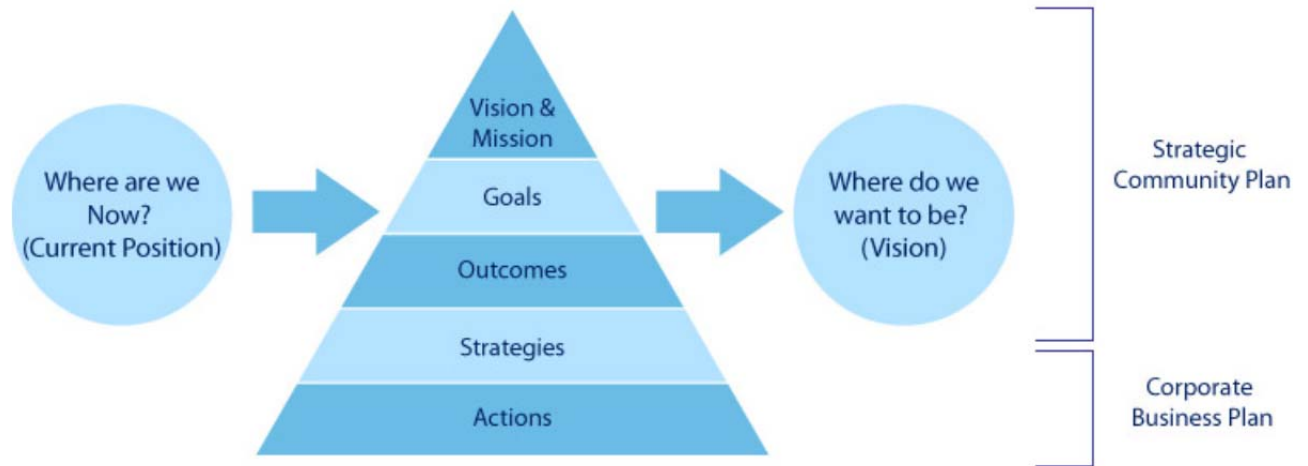 Where are we
Now?
(Current Position)
Vision &
Mission
Goals
Outcomes
Strategies
Actions
Where do we
want to be?
(Vision)
Strategic
Community Plan
Corporate
Business Plan